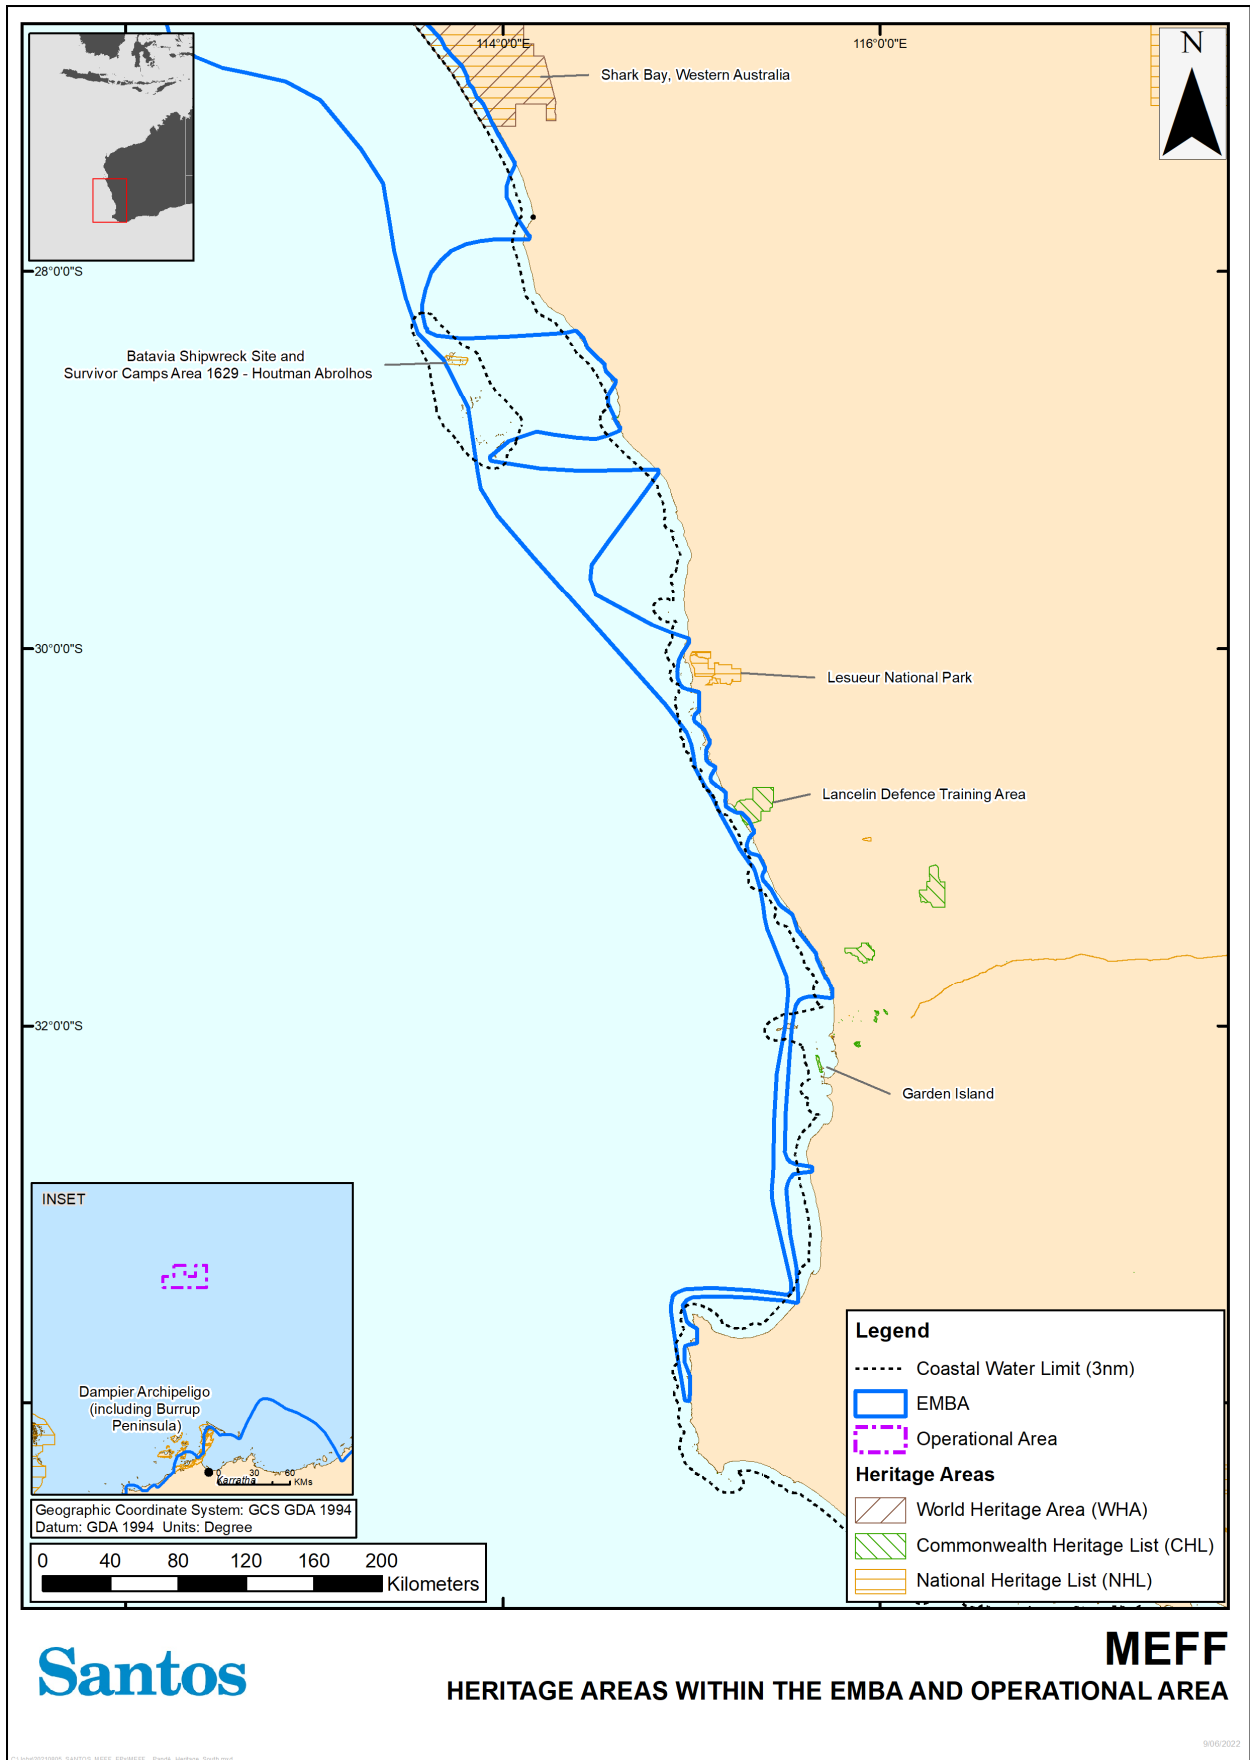 114°0'0"E
116°0'0"E
N
Shark Bay, Western Australia
28°0'0"S
Batavia Shipwreck Site and
Survivor Camps Area 1629 - Houtman Abrolhos
30°0'0"S
Lesueur National Park
Lancelin Defence Training Area
32°0'0"S
Garden Island
INSET
Dampier Archipeligo
(including Burrup
Peninsula)
Karratha
0 30 60
KMs
Geographic Coordinate System: GCS GDA 1994
Datum: GDA 1994 Units: Degree
0 40 80 120 160 200
Kilometers
Legend
Coastal Water Limit (3nm)
EMBA
Operational Area
Heritage Areas
World Heritage Area (WHA)
Commonwealth Heritage List (CHL)
National Heritage List (NHL)
Santos
MEFF
HERITAGE AREAS WITHIN THE EMBA AND OPERATIONAL AREA
9/06/2022